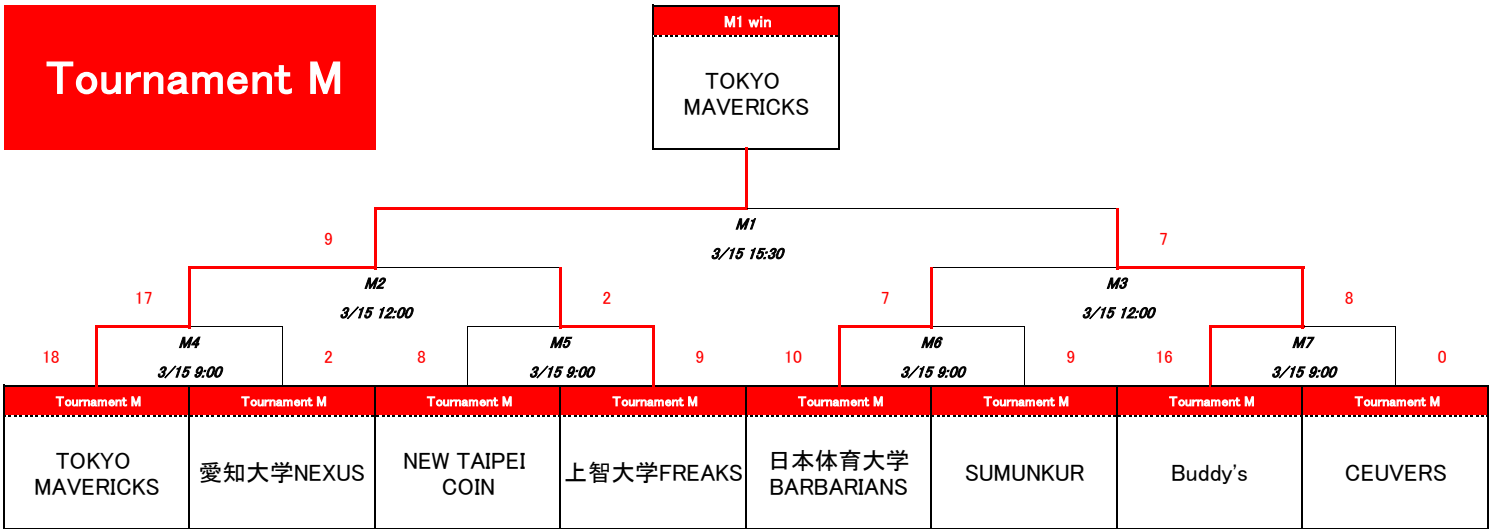 M1 win
Tournament M
TOKYO
MAVERICKS
M1
9
7
3/15 15:30
M2
M3
17
2
7
8
3/15 12:00
3/15 12:00
M4
M5
M6
M7
18
2
8
9
10
9
16
0
3/15 9:00
3/15 9:00
3/15 9:00
3/15 9:00
Tournament M
Tournament M
Tournament M
Tournament M
Tournament M
Tournament M
Tournament M
Tournament M
TOKYO
MAVERICKS
愛知大学NEXUS
NEW TAIPEI
COIN
上智大学FREAKS
日本体育大学
BARBARIANS
SUMUNKUR
Buddy's
CEUVERS